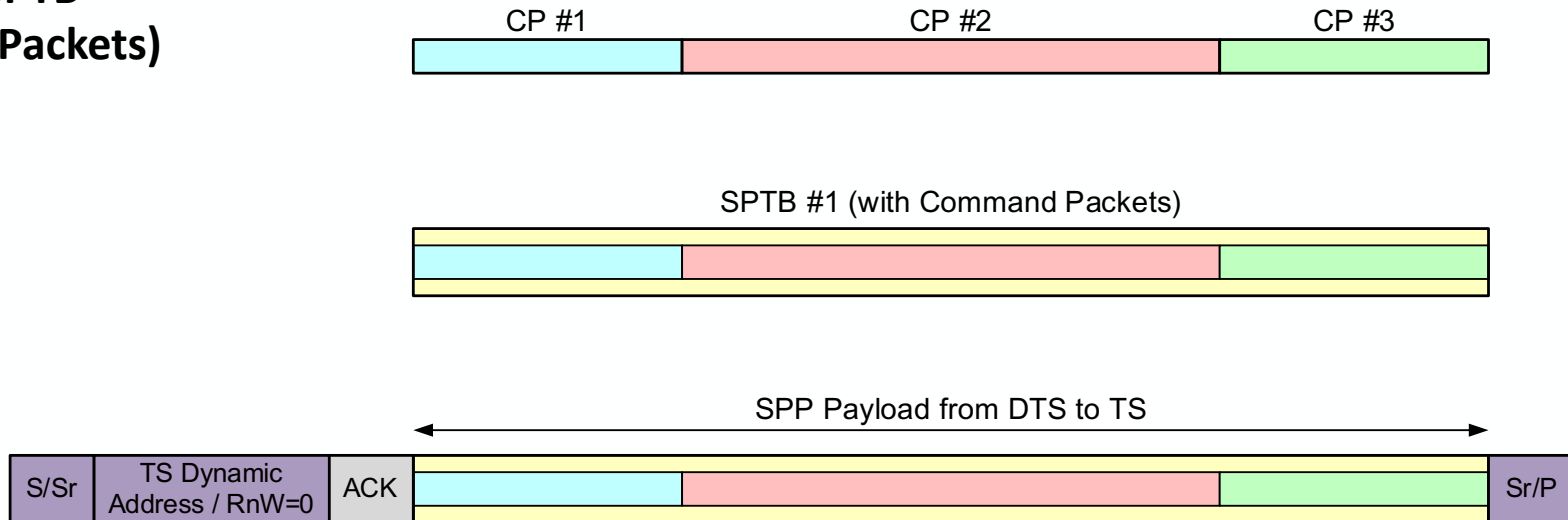 Packets)
CP #1 CP #2 CP #3
SPTB #1 (with Command Packets)
SPP Payload from DTS to TS
S/Sr
TS Dynamic
Address / RnW=0
ACK
Sr/P